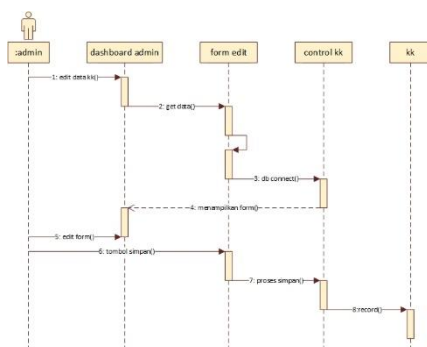 :admin
dashboard admin
form edit
control kk
kk
1: edit data kk()
2: get data()
3: db connect()
4: menampilkan form()
5: edit form()
6: tombol simpan()
7: proses simpan()
8:record()